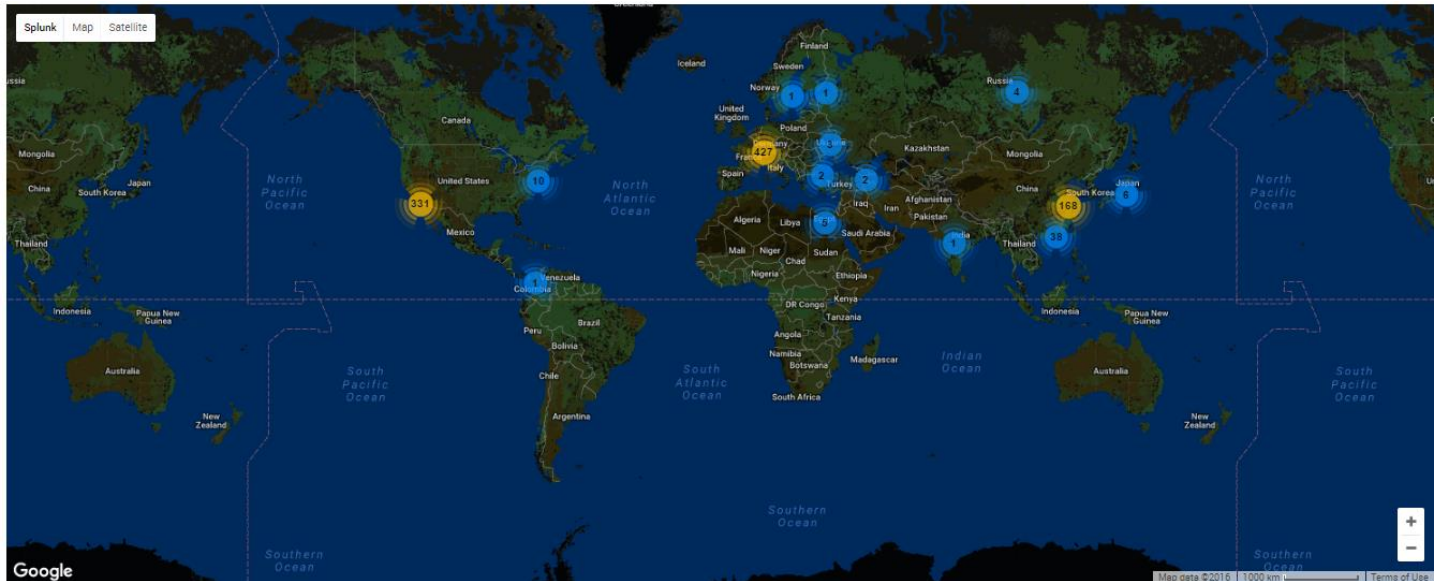 Greenland
Splunk Map Satellite
Finland
Iceland
Sweden
Russia
4
Norway
1
1
United
Kingdom
Canada
Poland
Germany
427
3
Kazakhstan
Mongolia
Mongolia
France
Italy
China
South Korea
Japan
North
Pacific
Ocean
United States
10
Spain
2
Turkey
2
China
South Korea
Japan
6
North
Pacific
Ocean
331
North
Atlantic
Ocean
Iraq
Iran
Afghanistan
Pakistan
168
Mexico
Algeria
Libya
Egypt
5
Saudi Arabia
India
1
38
Thailand
Thailand
Mali
Niger
Chad
Sudan
Nigeria
Ethiopia
1
Venezuela
Colombia
DR Congo
Kenya
Tanzania
Indonesia
Papua New
Guinea
Indonesia
Papua New
Guinea
Peru
Brazil
Angola
Bolivia
Namibia
Botswana
Madagascar
Indian
Ocean
Australia
South
Pacific
Ocean
Chile
South
Atlantic
Ocean
Australia
South
Pacific
Ocean
South Africa
New
Zealand
Argentina
New
Zealand
Southern
Ocean
+
−
Southern
Ocean
Southern
Ocean
Google
Map data ©2016 1000 km Terms of Use